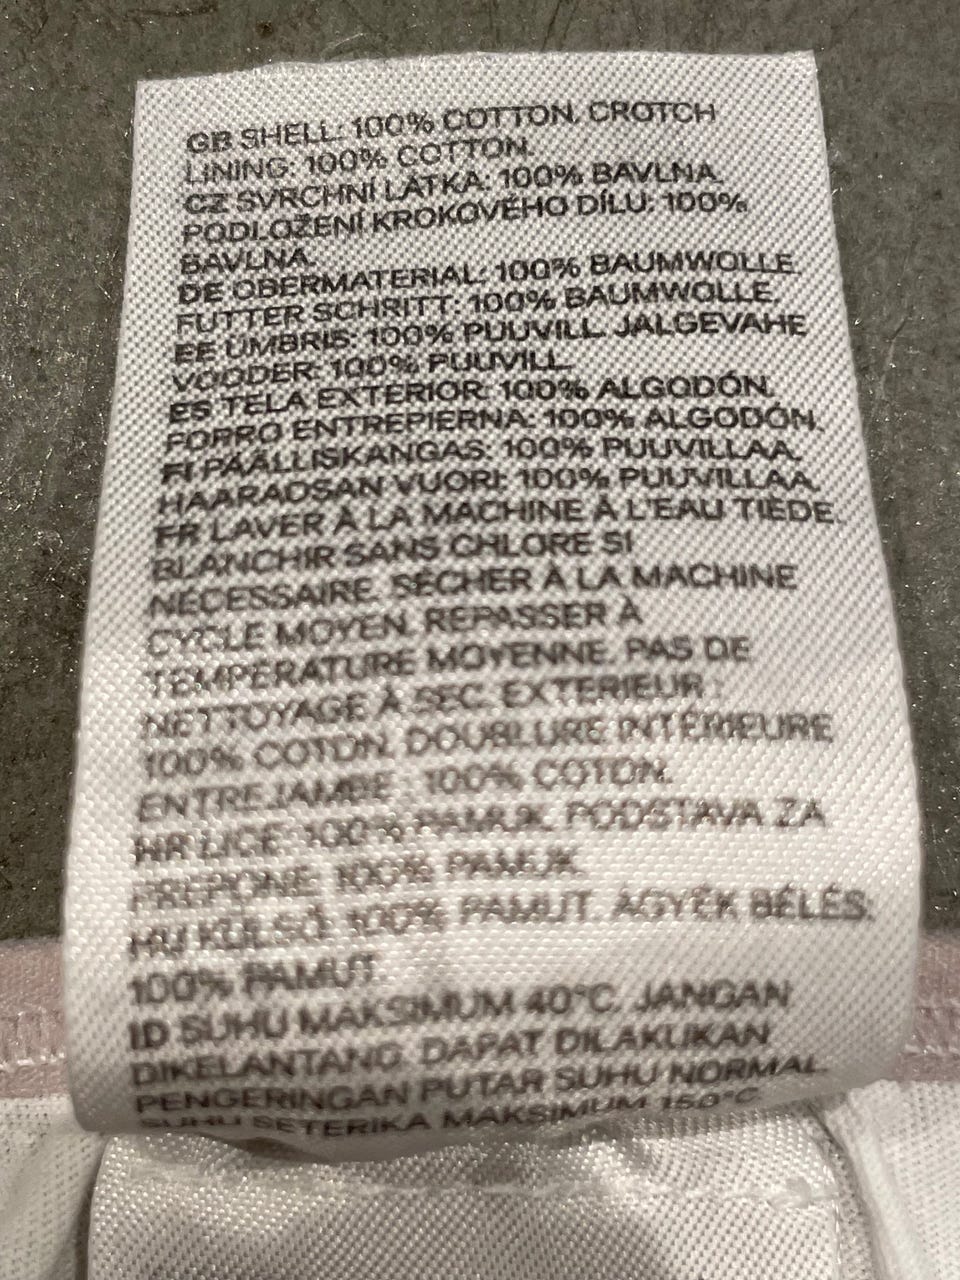 GB SHELL: 100% COTTON. CROTCH
LINING: 100% COTTON.
CZ SVRCHNÍ LÁTKA: 100% BAVLNA.
PODLOŽENÍ KROKOVÉHO DÍLU: 100%
BAVLNA.
DE OBERMATERIAL: 100% BAUMWOLLE.
FUTTER SCHRITT: 100% BAUMWOLLE.
EE ÜMBRIS: 100% PUUVILL. JALGEVAHE
VOODER: 100% PUUVILL.
ES TELA EXTERIOR: 100% ALGODÓN.
FORRO ENTREPIERNA: 100% ALGODÓN.
FI PÄÄLLISKANGAS: 100% PUUVILLAA.
HAARAOSAN VUORI: 100% PUUVILLAA.
FR LAVER À LA MACHINE À L'EAU TIÈDE.
BLANCHIR SANS CHLORE SI
NÉCESSAIRE. SÉCHER À LA MACHINE
CYCLE MOYEN. REPASSER À
TEMPÉRATURE MOYENNE. PAS DE
NETTOYAGE À SEC. EXTERIEUR :
100% COTON. DOUBLURE INTÉRIEURE
ENTREJAMBE : 100% COTON.
HR LICE: 100% PAMUK. PODSTAVA ZA
PREPONE: 100% PAMUK.
HU KÜLSŐ: 100% PAMUT. ÁGYÉK BÉLÉS:
100% PAMUT.
ID SUHU MAKSIMUM 40°C. JANGAN
DIKELANTANG. DAPAT DILAKUKAN
PENGERINGAN PUTAR SUHU NORMAL.
SUHU SETERIKA MAKSIMUM 150°C.